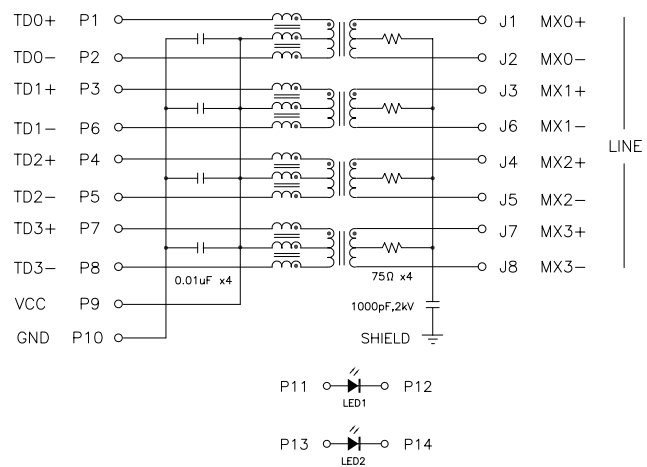 TD0+ P1 J1 MX0+
TD0- P2 J2 MX0-
TD1+ P3 J3 MX1+
TD1- P6 J6 MX1-
LINE
TD2+ P4 J4 MX2+
TD2- P5 J5 MX2-
TD3+ P7 J7 MX3+
TD3- P8 J8 MX3-
0.01uF x4 75Ω x4
VCC P9 1000pF,2kV
GND P10 SHIELD
P11 P12
LED1
P13 P14
LED2